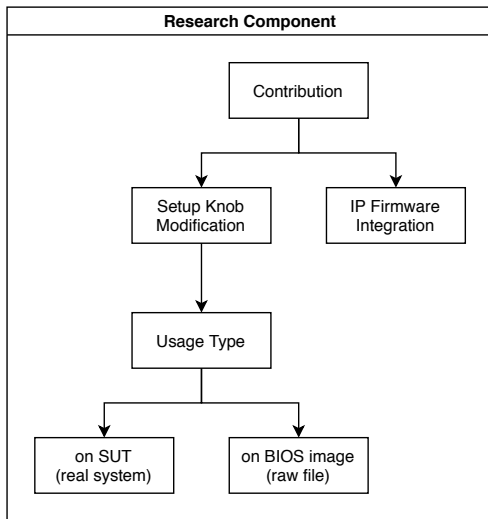 Research Component
Contribution
Setup Knob
Modification
IP Firmware
Integration
Usage Type
on SUT
(real system)
on BIOS image
(raw file)